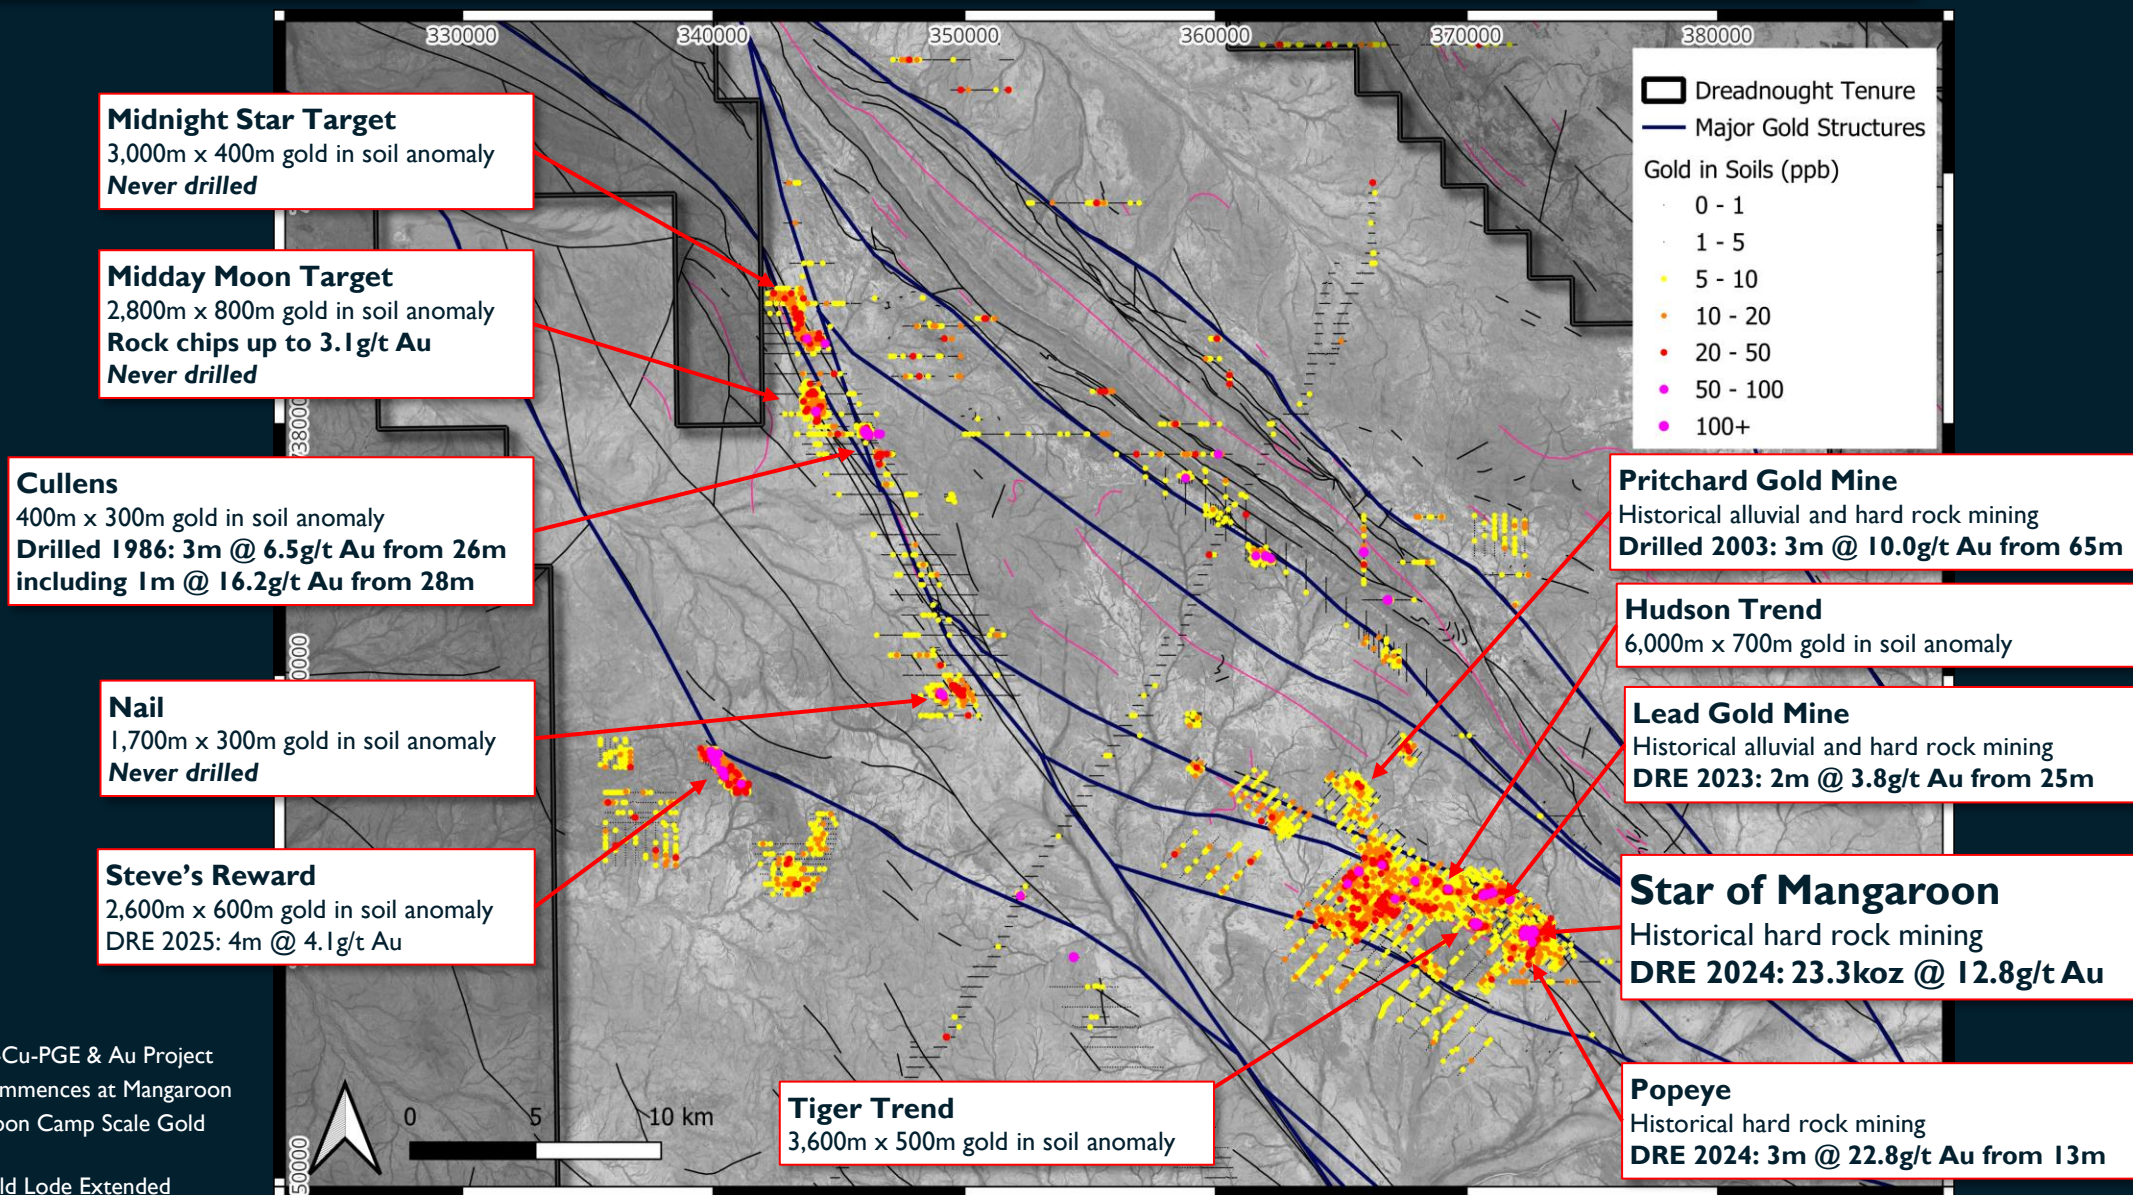 330000
340000
350000
360000
370000
380000
Dreadnought Tenure
Major Gold Structures
Gold in Soils (ppb)
0 - 1
1 - 5
5 - 10
10 - 20
20 - 50
50 - 100
100+
Midnight Star Target
3,000m x 400m gold in soil anomaly
Never drilled
Midday Moon Target
2,800m x 800m gold in soil anomaly
Rock chips up to 3.1g/t Au
Never drilled
Cullens
400m x 300m gold in soil anomaly
Drilled 1986: 3m @ 6.5g/t Au from 26m
including 1m @ 16.2g/t Au from 28m
Nail
1,700m x 300m gold in soil anomaly
Never drilled
Steve's Reward
2,600m x 600m gold in soil anomaly
DRE 2025: 4m @ 4.1g/t Au
Pritchard Gold Mine
Historical alluvial and hard rock mining
Drilled 2003: 3m @ 10.0g/t Au from 65m
Hudson Trend
6,000m x 700m gold in soil anomaly
Lead Gold Mine
Historical alluvial and hard rock mining
DRE 2023: 2m @ 3.8g/t Au from 25m
Star of Mangaroon
Historical hard rock mining
DRE 2024: 23.3koz @ 12.8g/t Au
Popeye
Historical hard rock mining
DRE 2024: 3m @ 22.8g/t Au from 13m
Tiger Trend
3,600m x 500m gold in soil anomaly
0 5 10 km
-Cu-PGE & Au Project
mmences at Mangaroon
oon Camp Scale Gold
ld Lode Extended